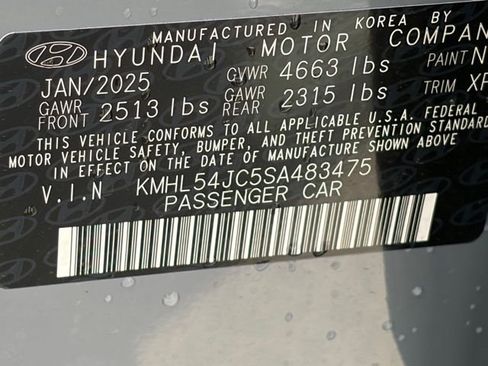 MANUFACTURED IN KOREA BY
HYUNDAI MOTOR COMPAN
JAN/2025 GVWR 4663 lbs PAINT N
GAWR FRONT 2513 lbs GAWR REAR 2315 lbs TRIM XP
THIS VEHICLE CONFORMS TO ALL APPLICABLE U.S.A. FEDERAL
MOTOR VEHICLE SAFETY, BUMPER, AND THEFT PREVENTION STANDARD
IN EFFECT ON THE DATE OF MANUFACTURE SHOWN ABOVE
V.I.N KMHL54JC5SA483475
PASSENGER CAR